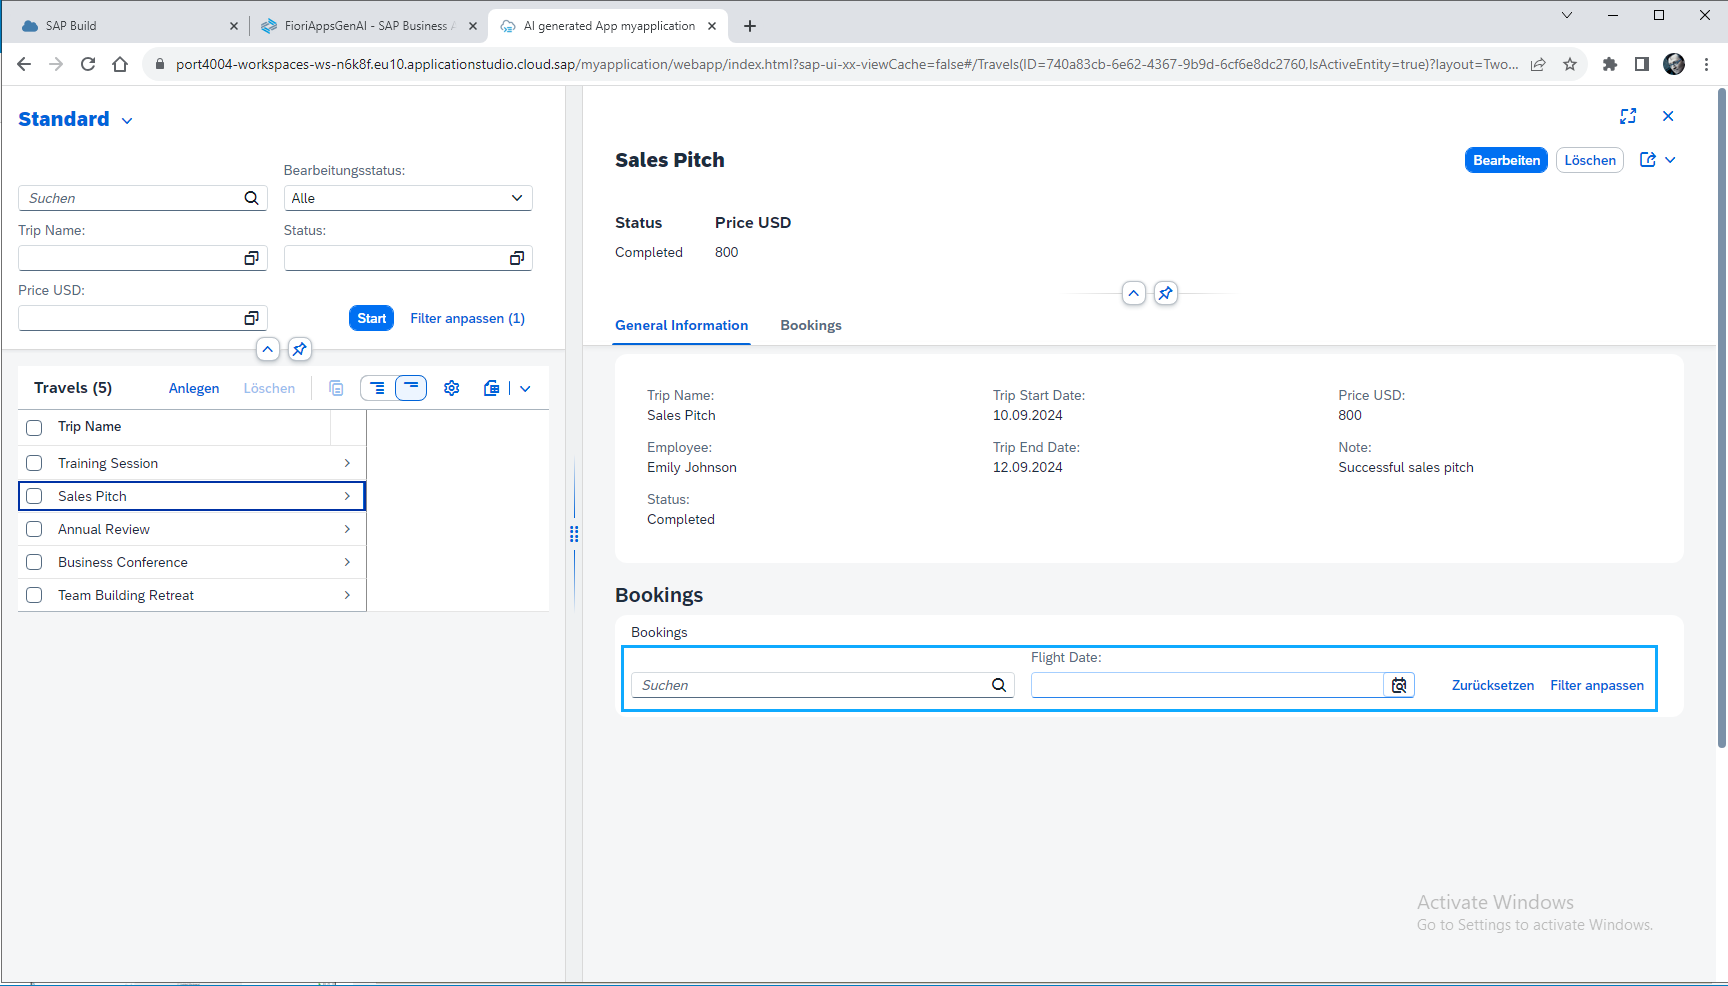 SAP Build
FioriAppsGenAI - SAP Business A
AI generated App myapplication
port4004-workspaces-ws-n6k8f.eu10.applicationstudio.cloud.sap/myapplication/webapp/index.html?sap-ui-xx-viewCache=false#/Travels(ID=740a83cb-6e62-4367-9b9d-6cf6e8dc2760,IsActiveEntity=true)?layout=Two...
Standard
Suchen
Bearbeitungsstatus:
Alle
Trip Name:
Status:
Price USD:
Start
Filter anpassen (1)
Travels (5)
Anlegen
Löschen
Trip Name
Training Session
Sales Pitch
Annual Review
Business Conference
Team Building Retreat
Sales Pitch
Bearbeiten
Löschen
Status
Price USD
Completed
800
General Information
Bookings
Trip Name:
Sales Pitch
Employee:
Emily Johnson
Status:
Completed
Trip Start Date:
10.09.2024
Trip End Date:
12.09.2024
Price USD:
800
Note:
Successful sales pitch
Bookings
Bookings
Suchen
Flight Date:
Zurücksetzen
Filter anpassen
Activate Windows
Go to Settings to activate Windows.